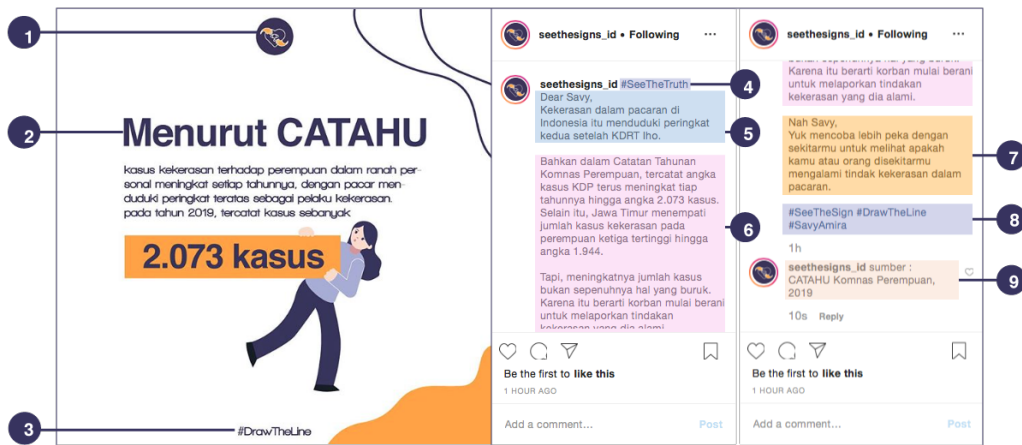 1
2
Menurut CATAHU
kasus kekerasan terhadap perempuan dalam ranah per-
sonal meningkat setiap tahunnya, dengan pacar men-
duduki peringkat teratas sebagai pelaku kekerasan.
pada tahun 2019, tercatat kasus sebanyak
2.073 kasus
3
#DrawTheLine
seethesigns_id • Following
seethesigns_id #SeeTheTruth
4
Dear Savy,
Kekerasan dalam pacaran di
Indonesia itu menduduki peringkat
kedua setelah KDRT lho.
5
Bahkan dalam Catatan Tahunan
Komnas Perempuan, tercatat angka
kasus KDP terus meningkat tiap
tahunnya hingga angka 2.073 kasus.
Selain itu, Jawa Timur menempati
jumlah kasus kekerasan pada
perempuan ketiga tertinggi hingga
angka 1.944.
6
Tapi, meningkatnya jumlah kasus
bukan sepenuhnya hal yang buruk.
Karena itu berarti korban mulai berani
untuk melaporkan tindakan
kekerasan yang dia alami.
Be the first to like this
1 HOUR AGO
Add a comment...
Post
seethesigns_id • Following
bukan sepenuhnya hal yang buruk.
Karena itu berarti korban mulai berani
untuk melaporkan tindakan
kekerasan yang dia alami.
Nah Savy,
Yuk mencoba lebih peka dengan
sekitarmu untuk melihat apakah
kamu atau orang disekitarmu
mengalami tindak kekerasan dalam
pacaran.
7
#SeeTheSign #DrawTheLine
#SavyAmira
8
1h
seethesigns_id sumber :
CATAHU Komnas Perempuan,
2019
9
10s Reply
Be the first to like this
1 HOUR AGO
Add a comment...
Post